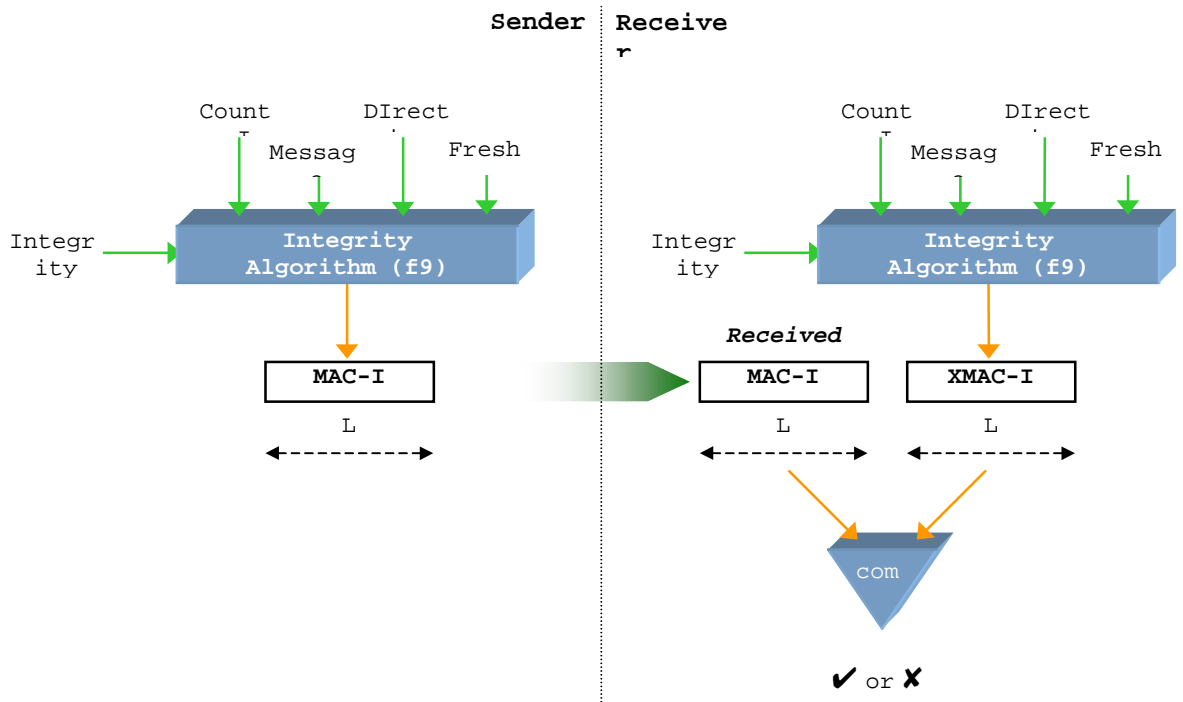 Sender
Receive
r
Count
DIrect
Messag
Fresh
Integr
ity
Integrity
Algorithm (f9)
MAC-I
L
Count
DIrect
Messag
Fresh
Integr
ity
Integrity
Algorithm (f9)
Received
MAC-I
XMAC-I
L
L
com
✔ or ✘